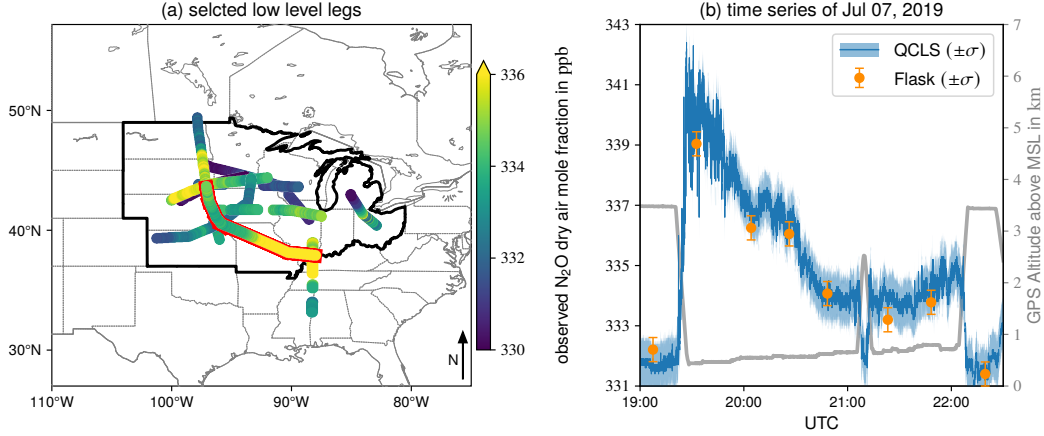 (a) selcted low level legs
50°N
40°N
30°N
110°W
100°W
90°W
80°W
N
336
334
332
330
(b) time series of Jul 07, 2019
observed N₂O dry air mole fraction in ppb
343
341
339
337
335
333
331
QCLS (±σ)
Flask (±σ)
7
6
5
4
3
2
1
0
GPS Altitude above MSL in km
19:00
20:00
21:00
22:00
UTC